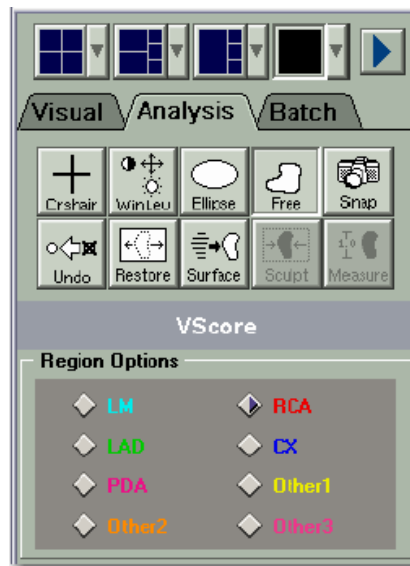 Visual Analysis Batch
Crshair WinLev Ellipse Free Snap
Undo Restore Surface Sculpt Measure
VScore
Region Options
LM RCA
LAD CX
PDA Other1
Other2 Other3